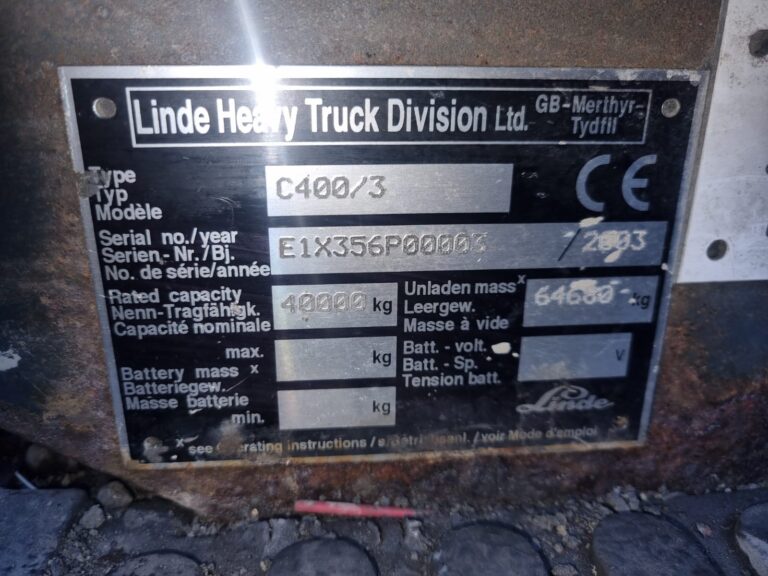 Linde Heavy Truck Division Ltd. GB-Merthyr-
Tydfil
Type
Typ
Modèle
C400/3
CE
Serial no./year
Serien-Nr./Bj.
No. de série/année
E1X356P00003 / 2003
Rated capacity
Nenn-Tragfähigk.
Capacité nominale
40000 kg
Unladen mass x
Leergew.
Masse à vide
kg
max.
Battery mass x
Batteriegew.
Masse batterie
min.
kg
kg
Batt. - volt.
Batt. - Sp.
Tension batt.
V
Linde
x see Operating instructions / s. Betriebsanl. / voir Mode d'emploi